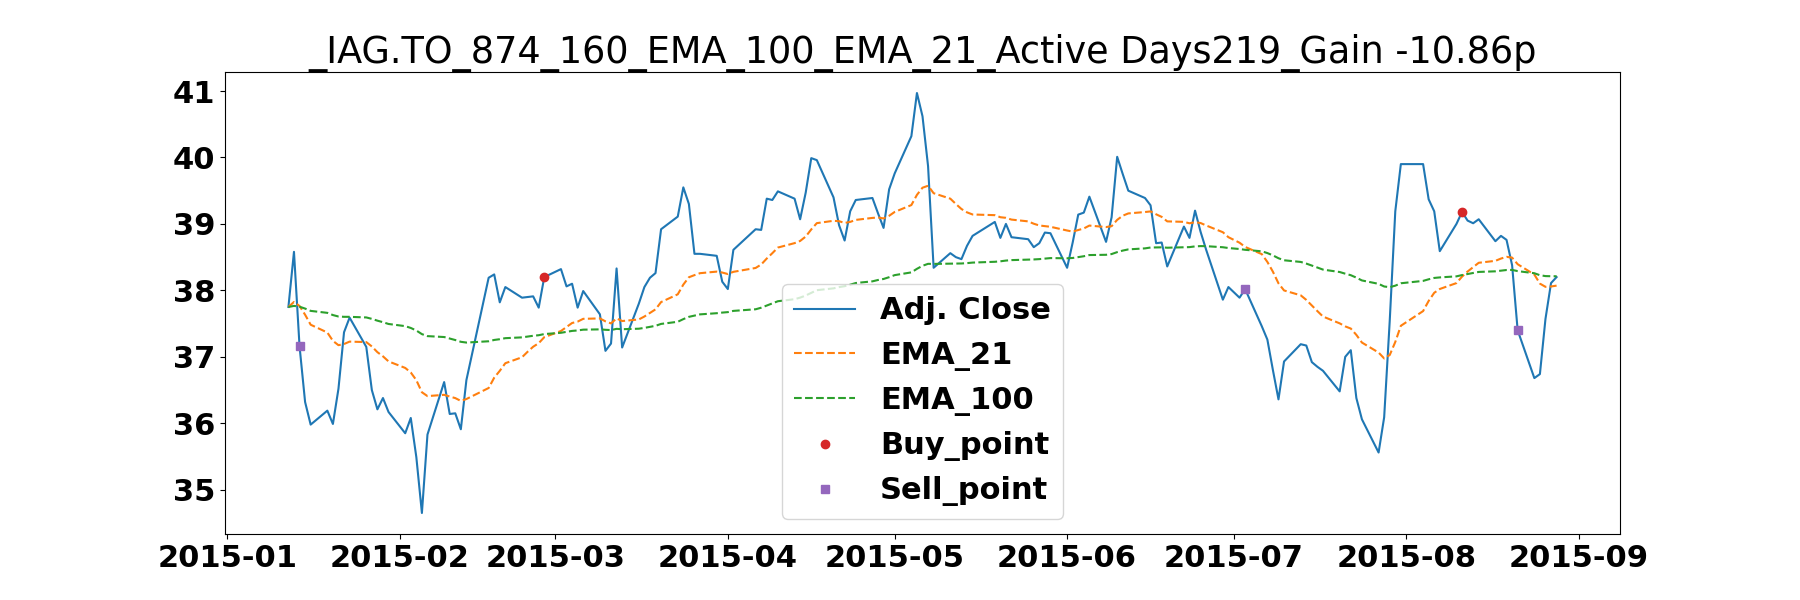 _IAG.TO_874_160_EMA_100_EMA_21_Active Days219_Gain -10.86p
41
40
39
38
37
36
35
Adj. Close
EMA_21
EMA_100
Buy_point
Sell_point
2015-01 2015-02 2015-03 2015-04 2015-05 2015-06 2015-07 2015-08 2015-09